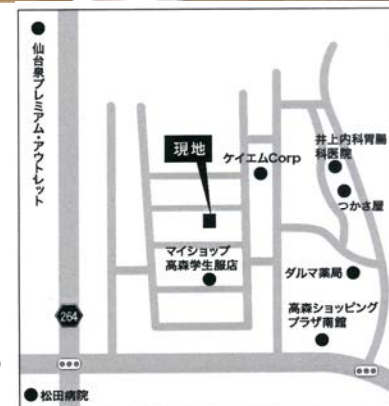 仙台泉プレミアム・アウトレット
現地
ケイエムCorp
井上内科胃腸
科医院
つかさ屋
マイショップ
高森学生服店
ダルマ薬局
264
高森ショッピング
プラザ南館
松田病院